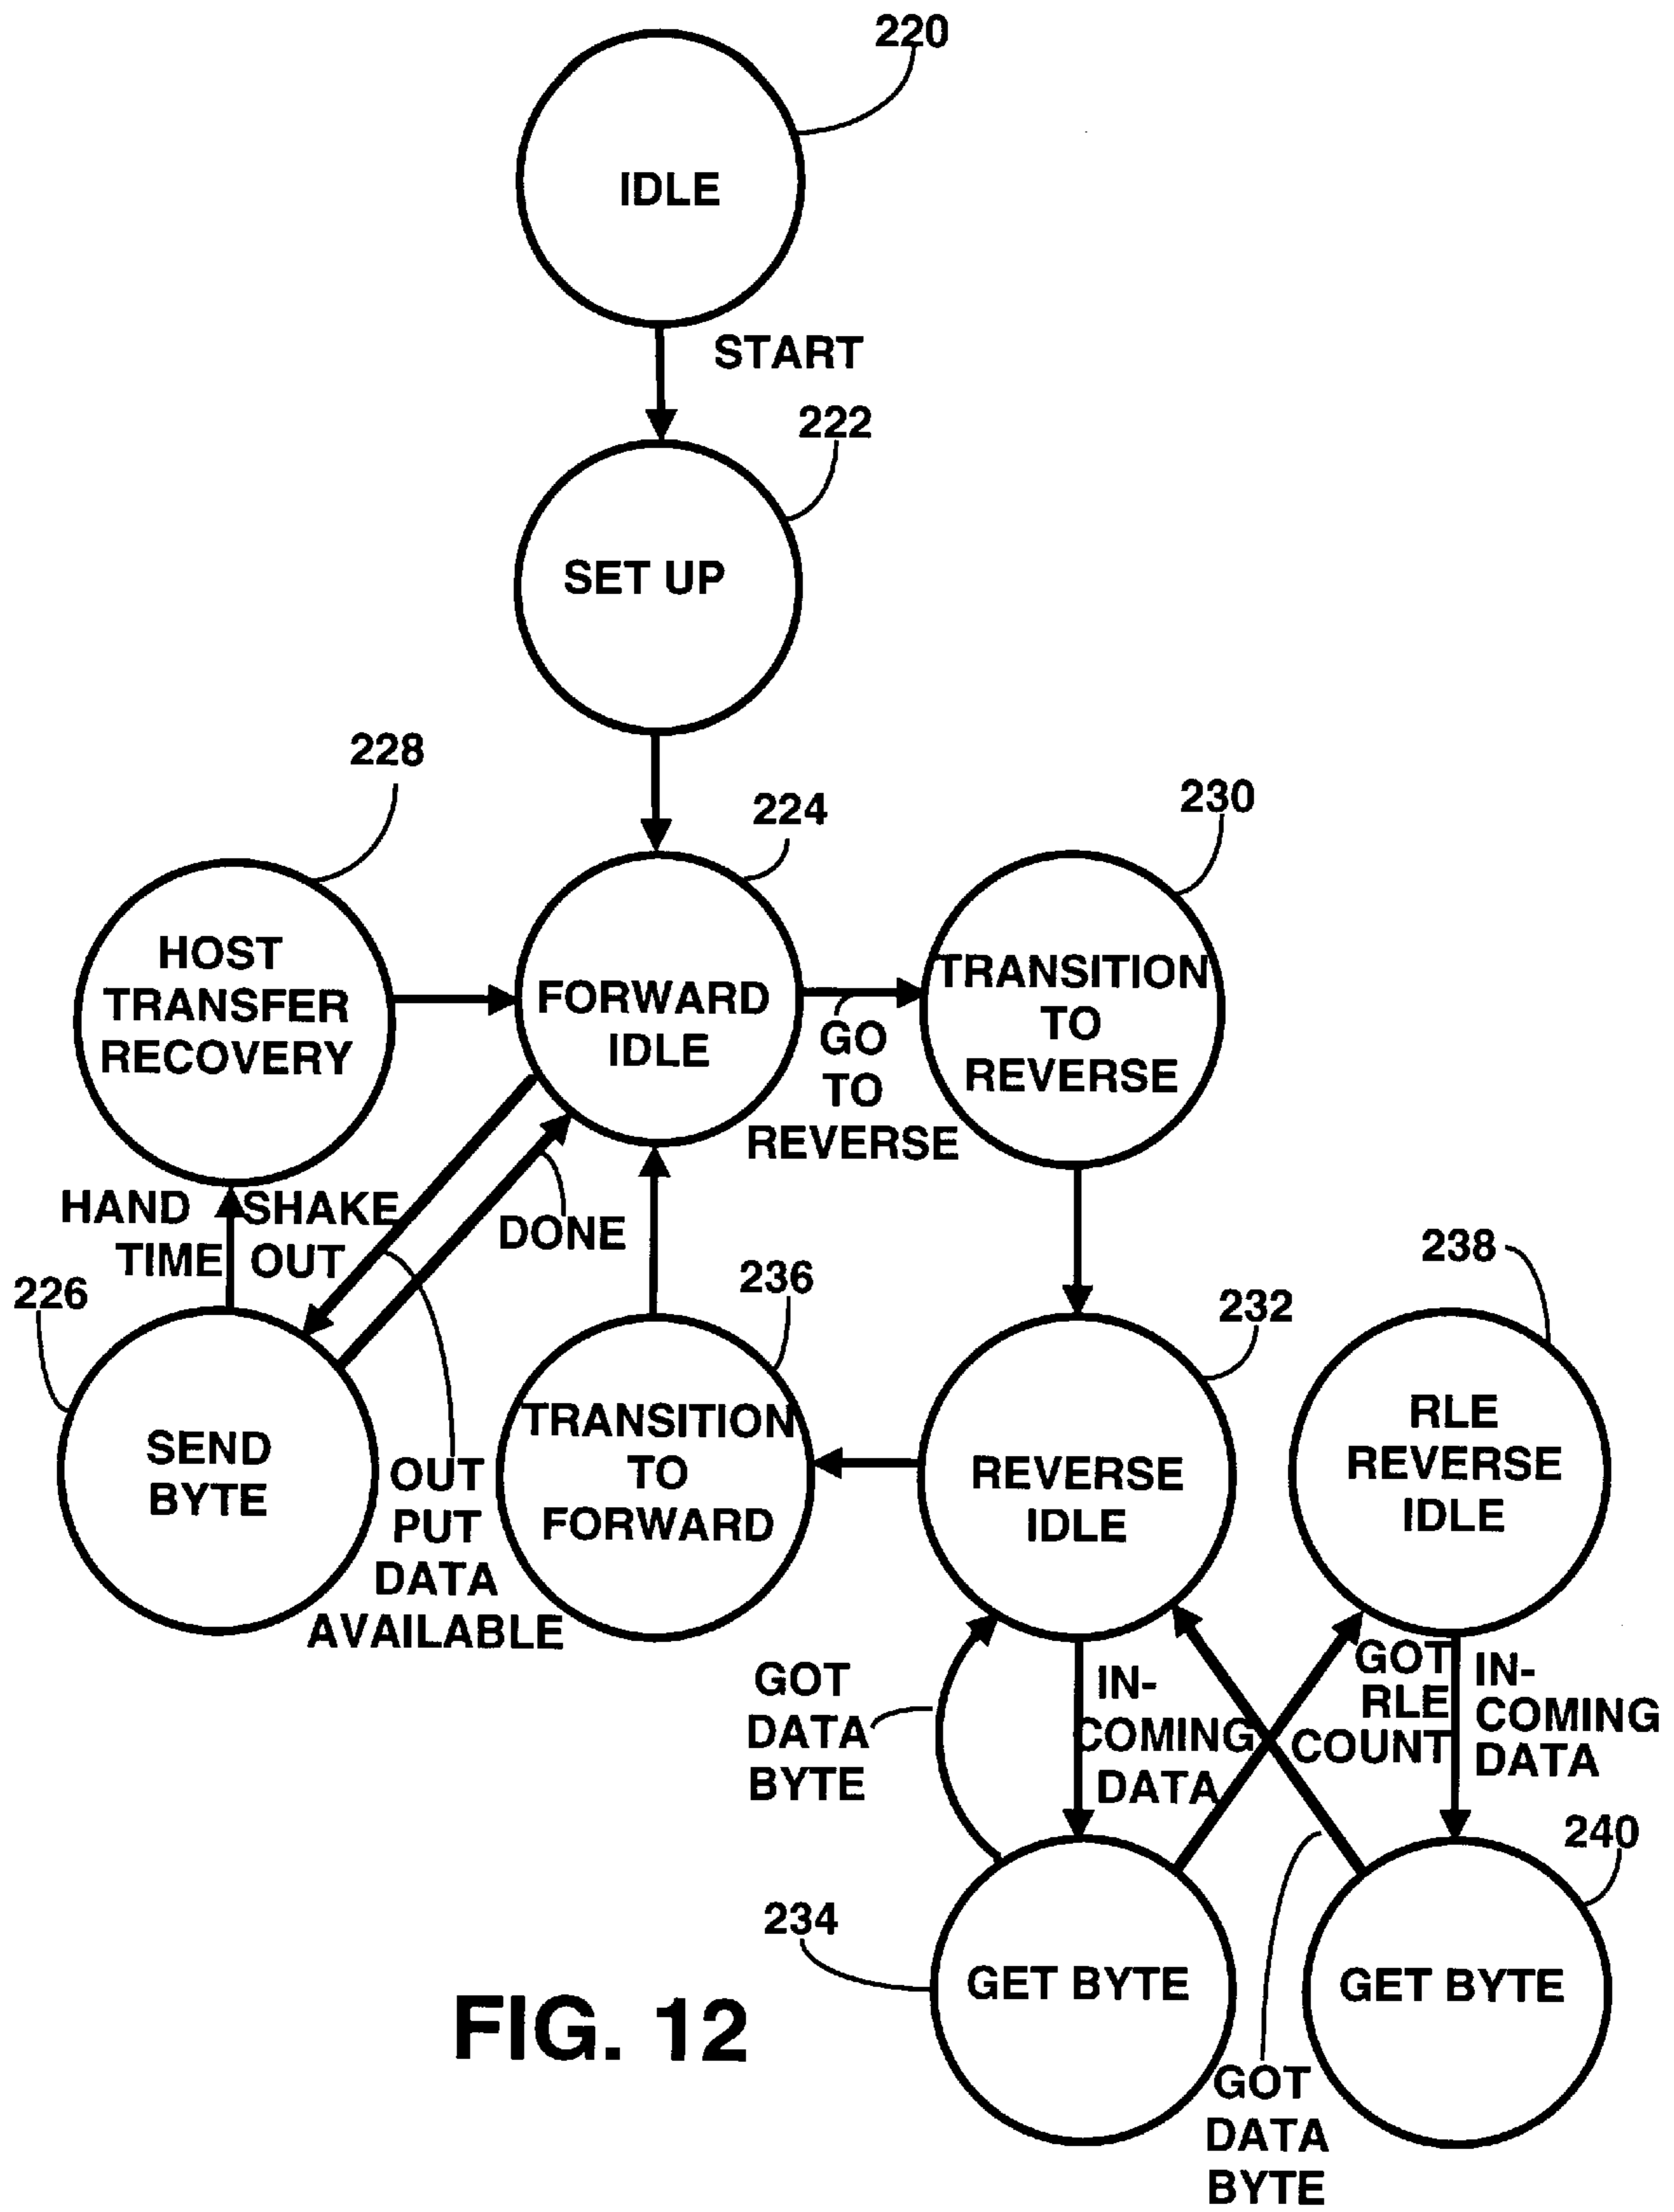 220
IDLE
START
222
SET UP
228
224
230
HOST
TRANSFER
RECOVERY
FORWARD
IDLE
GO
TO
REVERSE
TRANSITION
TO
REVERSE
HAND SHAKE
TIME OUT
DONE
226
236
232
238
SEND
BYTE
OUT
PUT
DATA
AVAILABLE
TRANSITION
TO
FORWARD
REVERSE
IDLE
RLE
REVERSE
IDLE
GOT
DATA
BYTE
IN-
COMING
DATA
GOT
RLE
COUNT
IN-
COMING
DATA
240
234
GET BYTE
GET BYTE
GOT
DATA
BYTE
FIG. 12